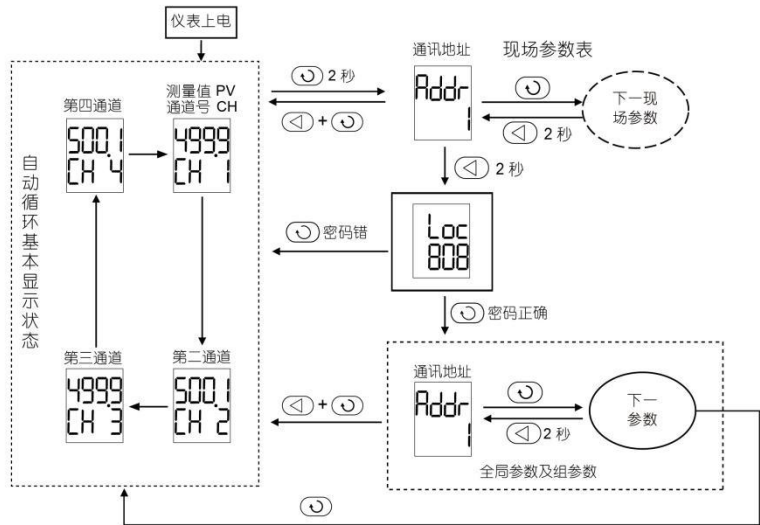 仪表上电
通讯地址
现场参数表
2 秒
Addr
1
+
下一现
场参数
2 秒
测量值 PV
通道号 CH
第四通道
500.1
CH 4
499.9
CH 1
自动循环基本显示状态
2 秒
密码错
Loc
808
密码正确
第三通道
第二通道
499.9
CH 3
500.1
CH 2
+
通讯地址
Addr
1
2 秒
下一
参数
全局参数及组参数